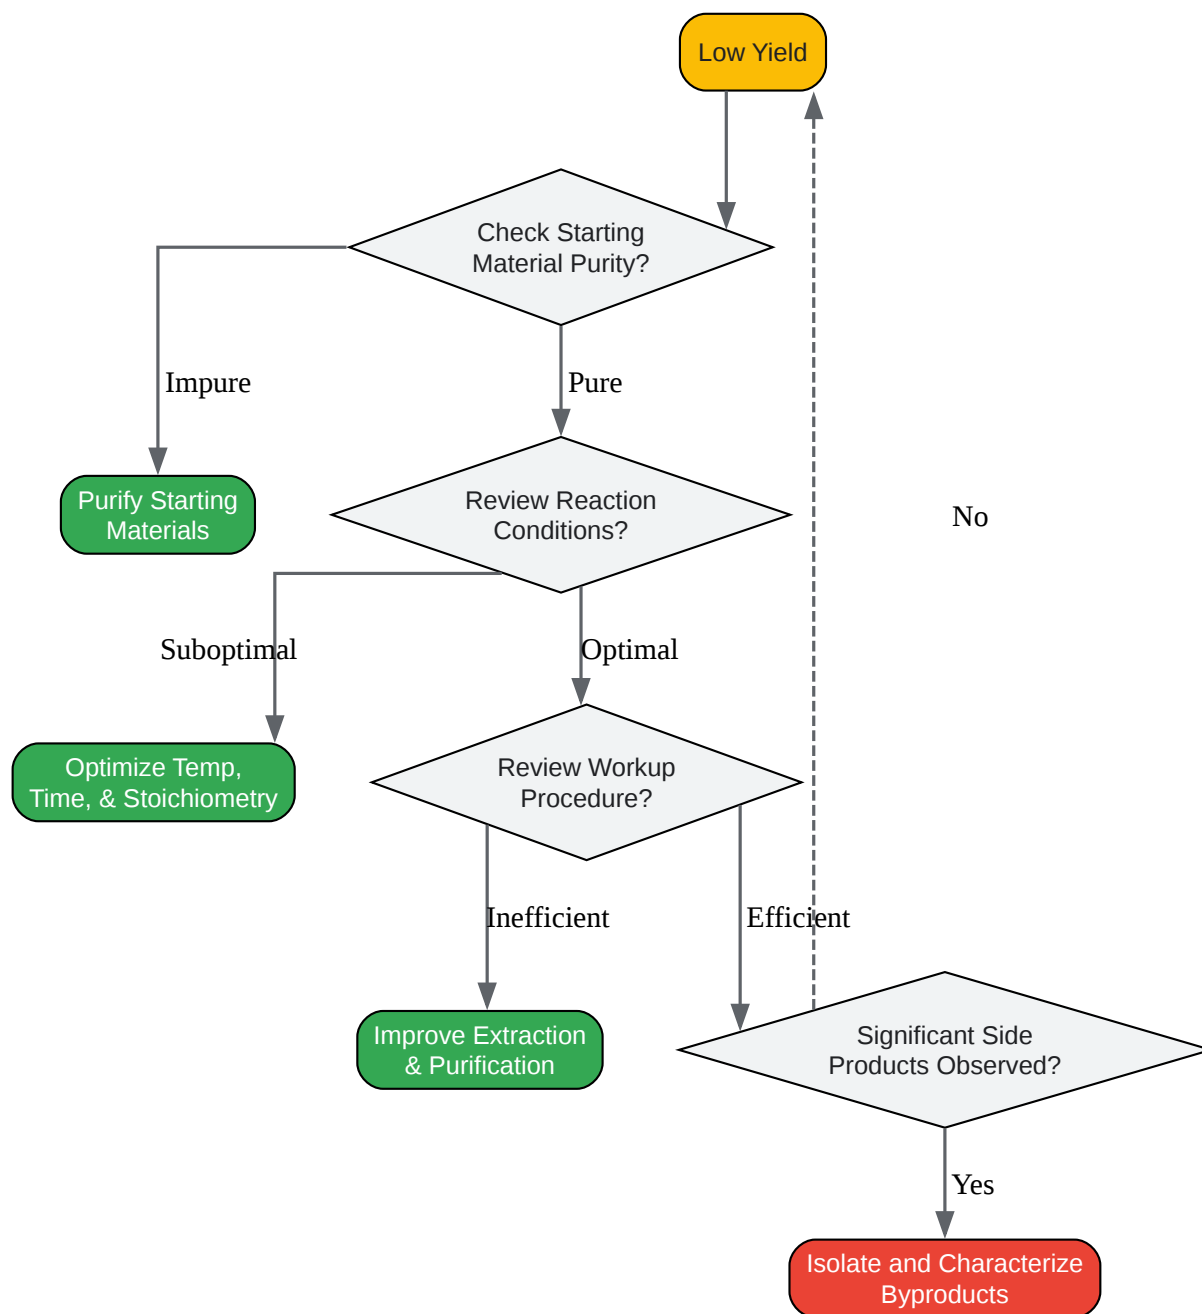 Low Yield
Check Starting
Material Purity?
Impure
Pure
Purify Starting
Materials
Review Reaction
Conditions?
No
Suboptimal
Optimal
Optimize Temp,
Time, & Stoichiometry
Review Workup
Procedure?
Inefficient
Efficient
Improve Extraction
& Purification
Significant Side
Products Observed?
Yes
Isolate and Characterize
Byproducts